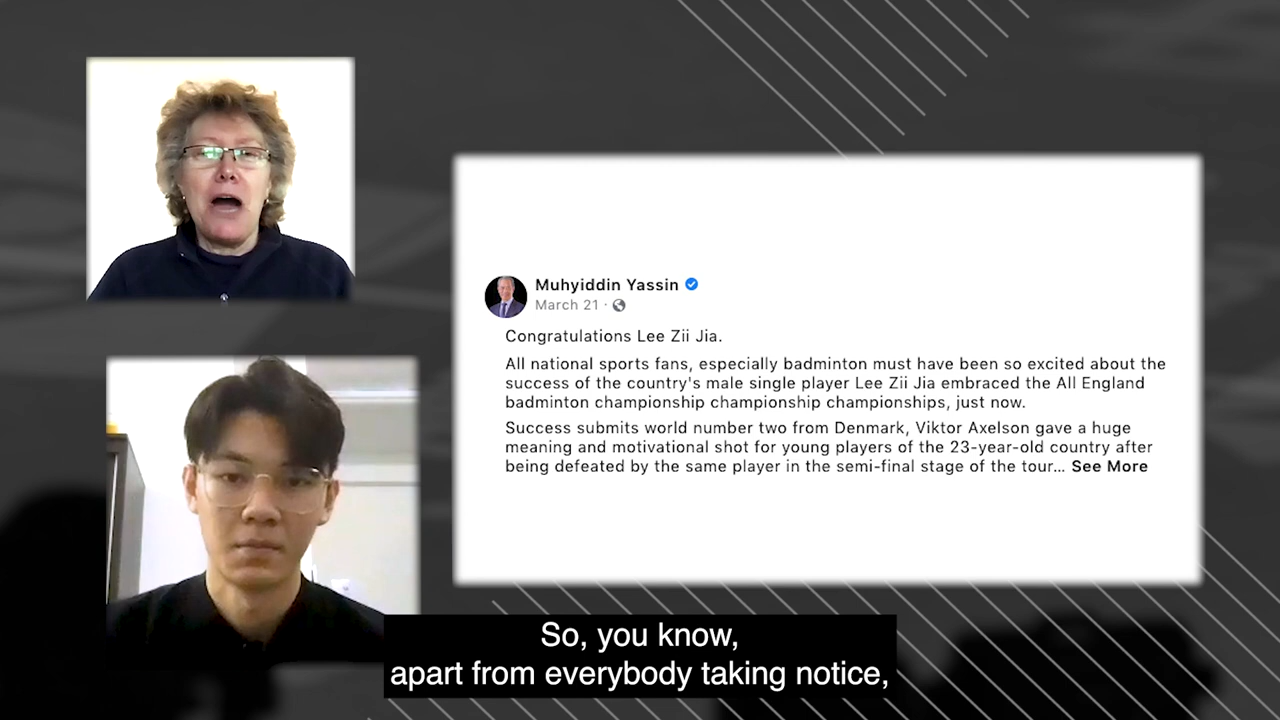 Muhyiddin Yassin
March 21 ·
Congratulations Lee Zii Jia.
All national sports fans, especially badminton must have been so excited about the
success of the country's male single player Lee Zii Jia embraced the All England
badminton championship championship championships, just now.
Success submits world number two from Denmark, Viktor Axelson gave a huge
meaning and motivational shot for young players of the 23-year-old country after
being defeated by the same player in the semi-final stage of the tour... See More
So, you know,
apart from everybody taking notice,